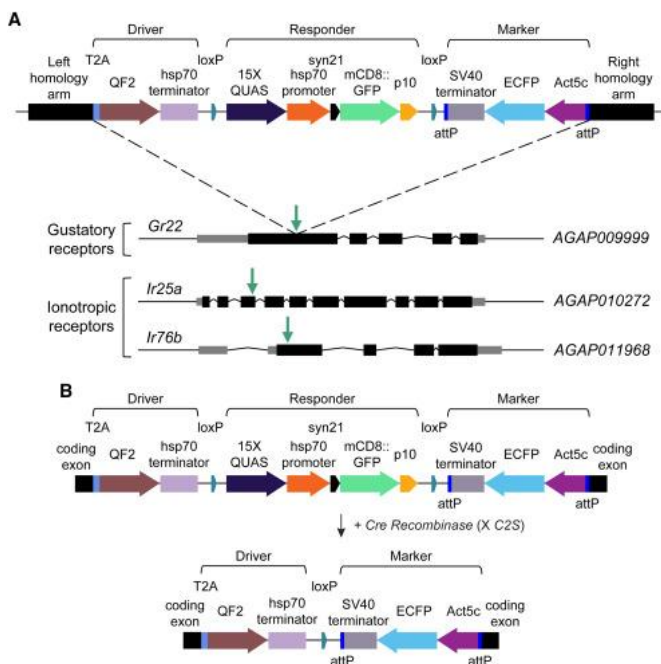 A
Driver
Responder
Marker
Left homology arm
T2A
QF2
hsp70 terminator
loxP
15X QUAS
hsp70 promoter
syn21
mCD8:: GFP
p10
loxP
SV40 terminator
ECFP
Act5c
Right homology arm
attP
attP
Gustatory receptors
Gr22
AGAP009999
Ionotropic receptors
Ir25a
AGAP010272
Ir76b
AGAP011968
B
Driver
Responder
Marker
T2A
coding exon
QF2
hsp70 terminator
loxP
15X QUAS
hsp70 promoter
syn21
mCD8:: GFP
p10
loxP
SV40 terminator
ECFP
Act5c
coding exon
attP
attP
+ Cre Recombinase (X C2S)
Driver
Marker
T2A
coding exon
QF2
hsp70 terminator
loxP
SV40 terminator
ECFP
Act5c
coding exon
attP
attP